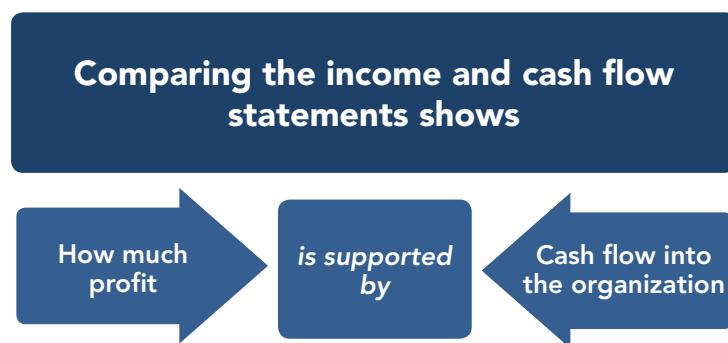 Comparing the income and cash flow
statements shows
How much
profit
is supported
by
Cash flow into
the organization